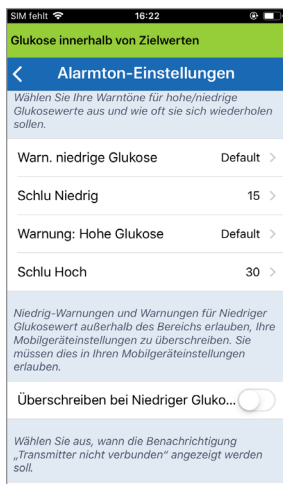 SIM fehlt 16:22
Glukose innerhalb von Zielwerten
Alarmton-Einstellungen
Wählen Sie Ihre Warntöne für hohe/niedrige
Glukosewerte aus und wie oft sie sich wiederholen
sollen.
Warn. niedrige Glukose Default
Schlu Niedrig 15
Warnung: Hohe Glukose Default
Schlu Hoch 30
Niedrig-Warnungen und Warnungen für Niedriger
Glukosewert außerhalb des Bereichs erlauben, Ihre
Mobilgeräteinstellungen zu überschreiben. Sie
müssen dies in Ihren Mobilgeräteinstellungen
erlauben.
Überschreiben bei Niedriger Gluko...
Wählen Sie aus, wann die Benachrichtigung
„Transmitter nicht verbunden" angezeigt werden
soll.